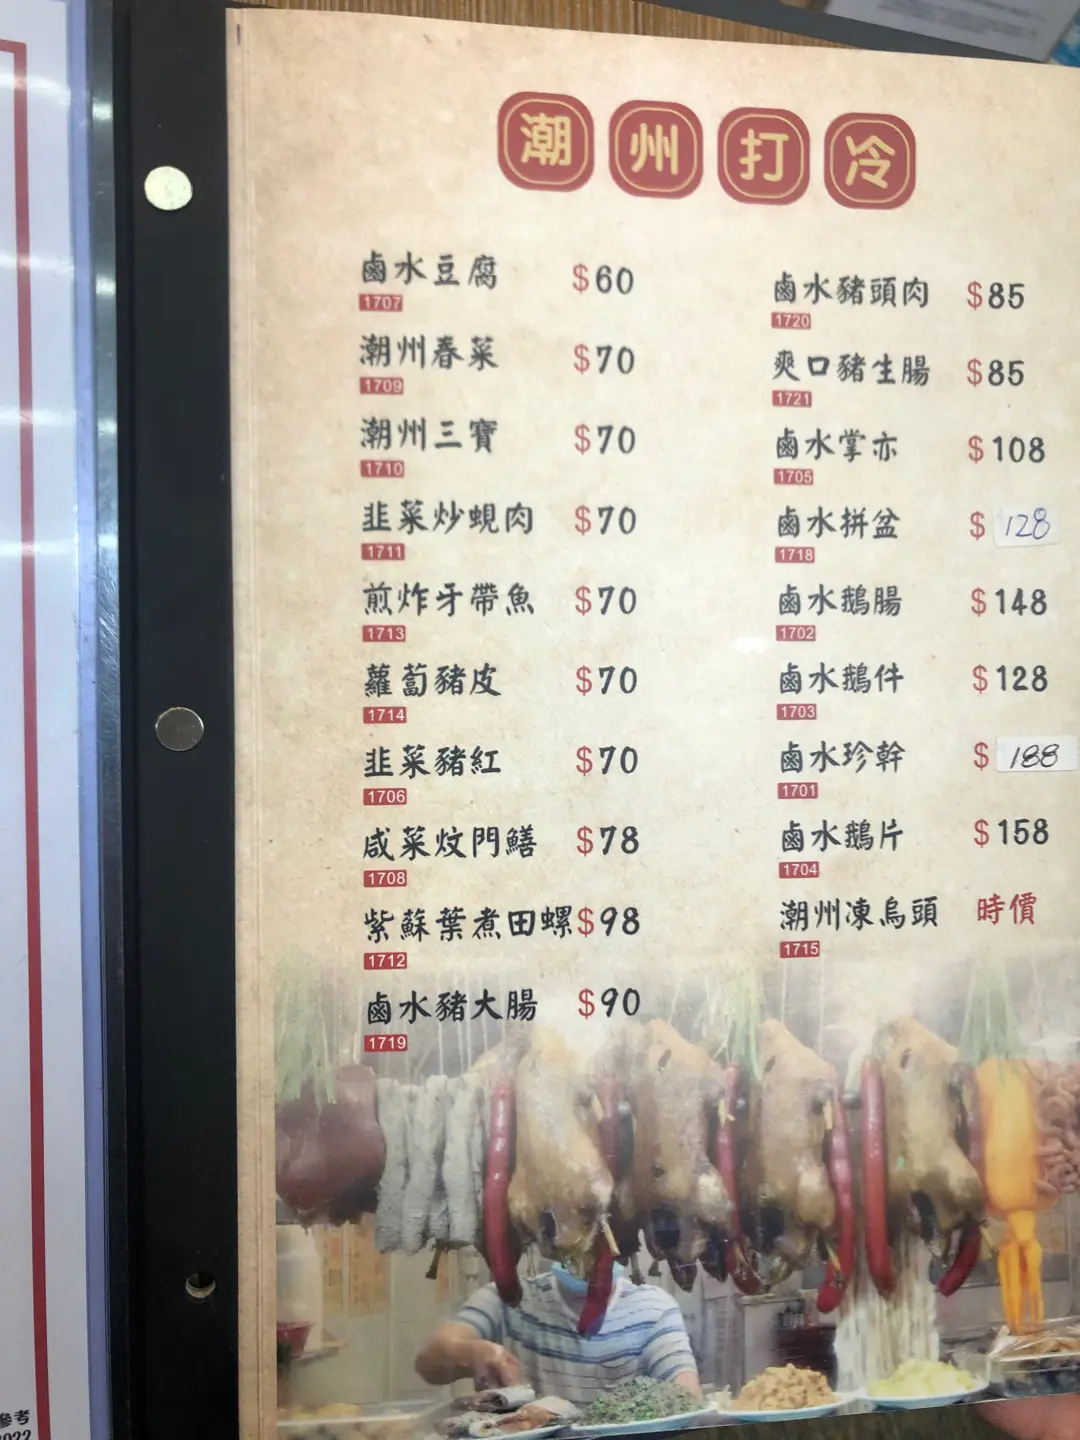 潮州打冷
鹵水豆腐 $60
1707
潮州春菜 $70
1709
潮州三寶 $70
1710
韭菜炒蜆肉 $70
1711
煎炸牙帶魚 $70
1713
蘿蔔豬皮 $70
1714
韭菜豬紅 $70
1706
咸菜炆門鱔 $78
1708
紫蘇葉煮田螺 $98
1712
鹵水豬大腸 $90
1719
鹵水豬頭肉 $85
1720
爽口豬生腸 $85
1721
鹵水掌亦 $108
1705
鹵水拼盆 $128
1718
鹵水鵝腸 $148
1702
鹵水鵝件 $128
1703
鹵水珍幹 $188
1701
鹵水鵝片 $158
1704
潮州凍烏頭 時價
1715
參考
2022